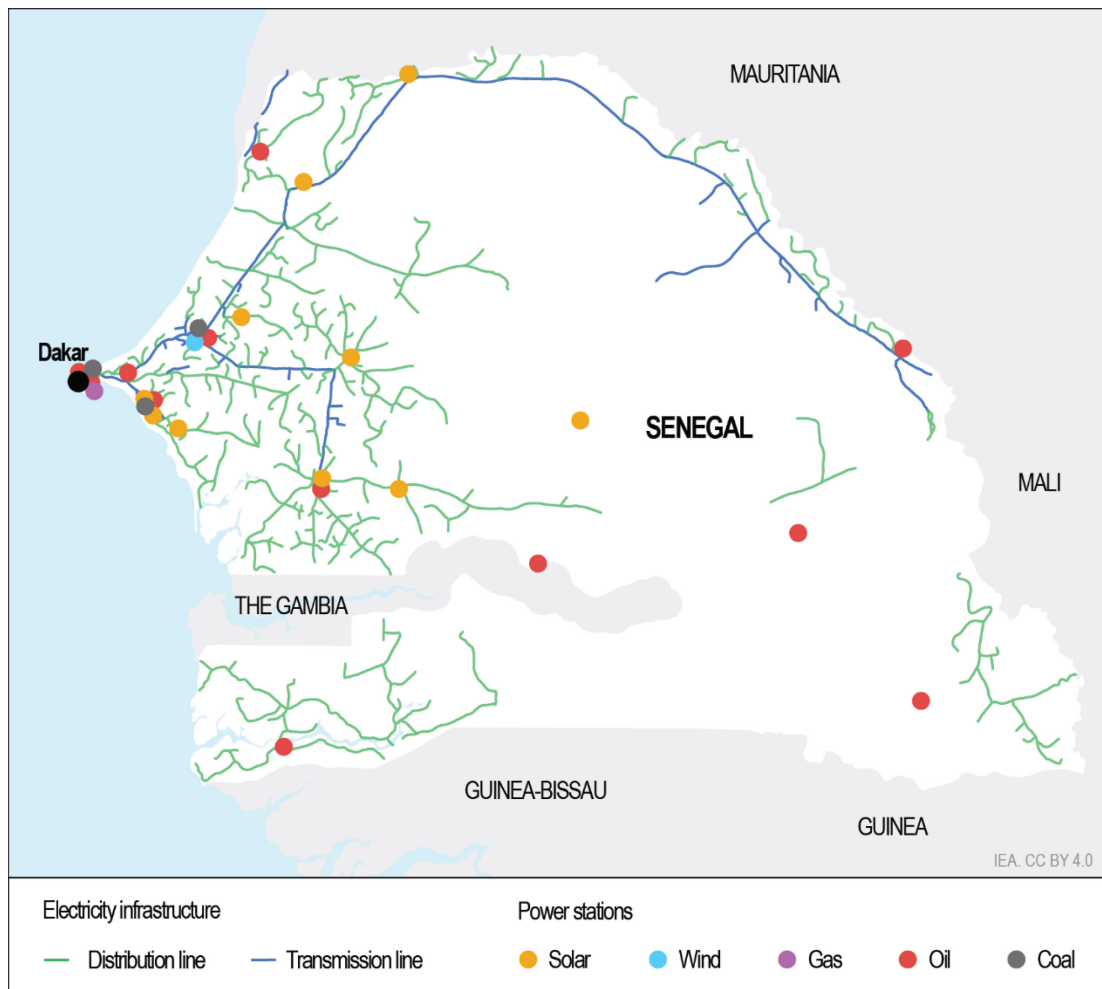 MAURITANIA
Dakar
SENEGAL
MALI
THE GAMBIA
GUINEA-BISSAU
GUINEA
IEA. CC BY 4.0
Electricity infrastructure
Power stations
Distribution line
Transmission line
Solar
Wind
Gas
Oil
Coal